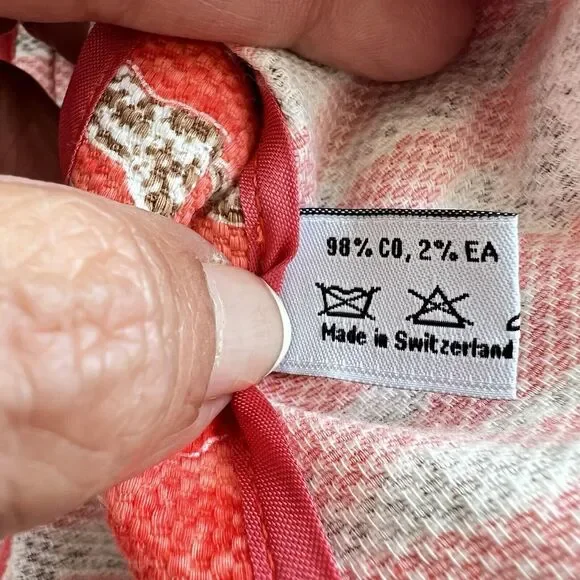 98% CO, 2% EA
Made in Switzerland